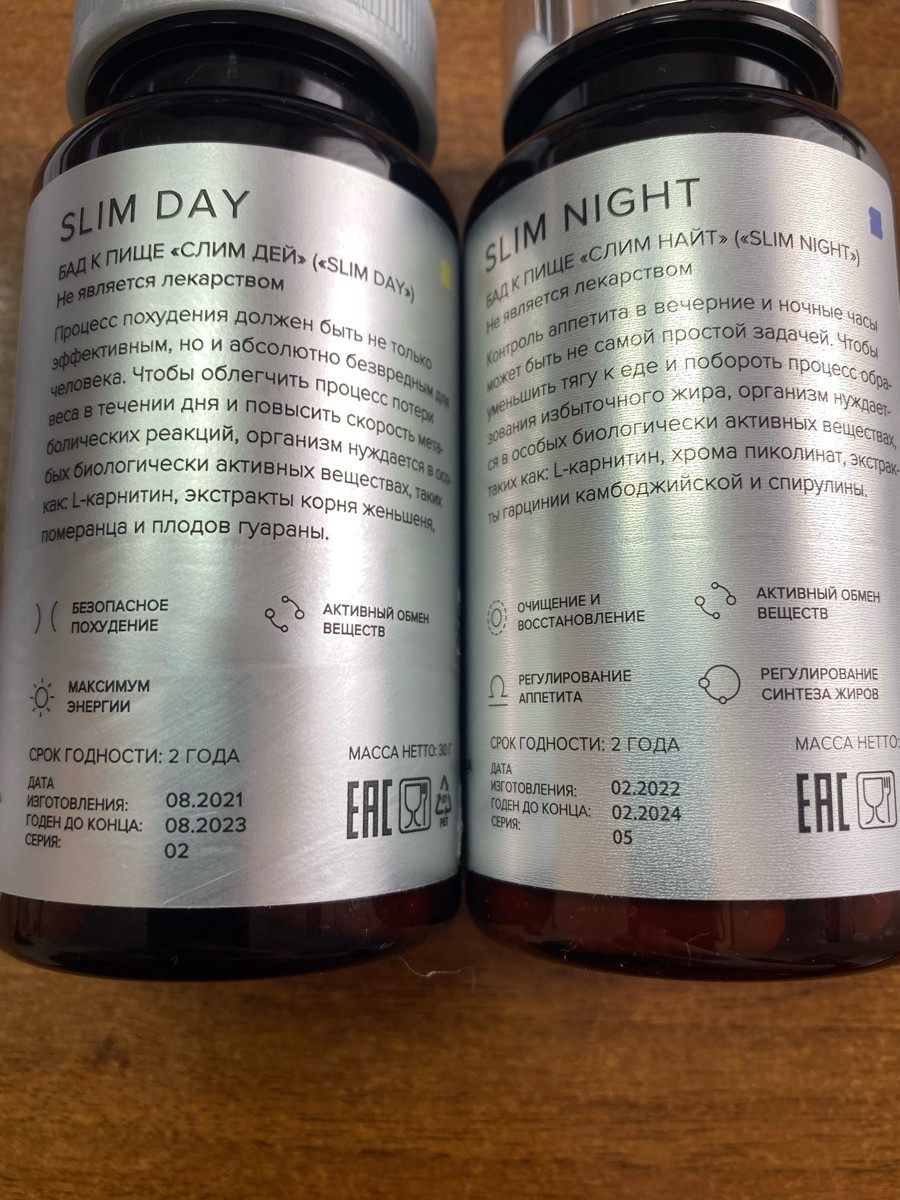 SLIM DAY
БАД К ПИЩЕ «СЛИМ ДЕЙ» («SLIM DAY»)
Не является лекарством
Процесс похудения должен быть не только
эффективным, но и абсолютно безвредным для
человека. Чтобы облегчить процесс потери
веса в течении дня и повысить скорость мета-
болических реакций, организм нуждается в осо-
бых биологически активных веществах, таких
как: L-карнитин, экстракты корня женьшеня,
померанца и плодов гуараны.
БЕЗОПАСНОЕ
ПОХУДЕНИЕ
АКТИВНЫЙ ОБМЕН
ВЕЩЕСТВ
МАКСИМУМ
ЭНЕРГИИ
СРОК ГОДНОСТИ: 2 ГОДА
МАССА НЕТТО: 30 Г
ДАТА
ИЗГОТОВЛЕНИЯ: 08.2021
ГОДЕН ДО КОНЦА: 08.2023
СЕРИЯ: 02
EAC
SLIM NIGHT
БАД К ПИЩЕ «СЛИМ НАЙТ» («SLIM NIGHT»)
Не является лекарством
Контроль аппетита в вечерние и ночные часы
может быть не самой простой задачей. Чтобы
уменьшить тягу к еде и побороть процесс обра-
зования избыточного жира, организм нуждает-
ся в особых биологически активных веществах,
таких как: L-карнитин, хрома пиколинат, экстрак-
ты гарцинии камбоджийской и спирулины.
ОЧИЩЕНИЕ И
ВОССТАНОВЛЕНИЕ
АКТИВНЫЙ ОБМЕН
ВЕЩЕСТВ
РЕГУЛИРОВАНИЕ
АППЕТИТА
РЕГУЛИРОВАНИЕ
СИНТЕЗА ЖИРОВ
СРОК ГОДНОСТИ: 2 ГОДА
МАССА НЕТТО:
ДАТА
ИЗГОТОВЛЕНИЯ: 02.2022
ГОДЕН ДО КОНЦА: 02.2024
СЕРИЯ: 05
EAC